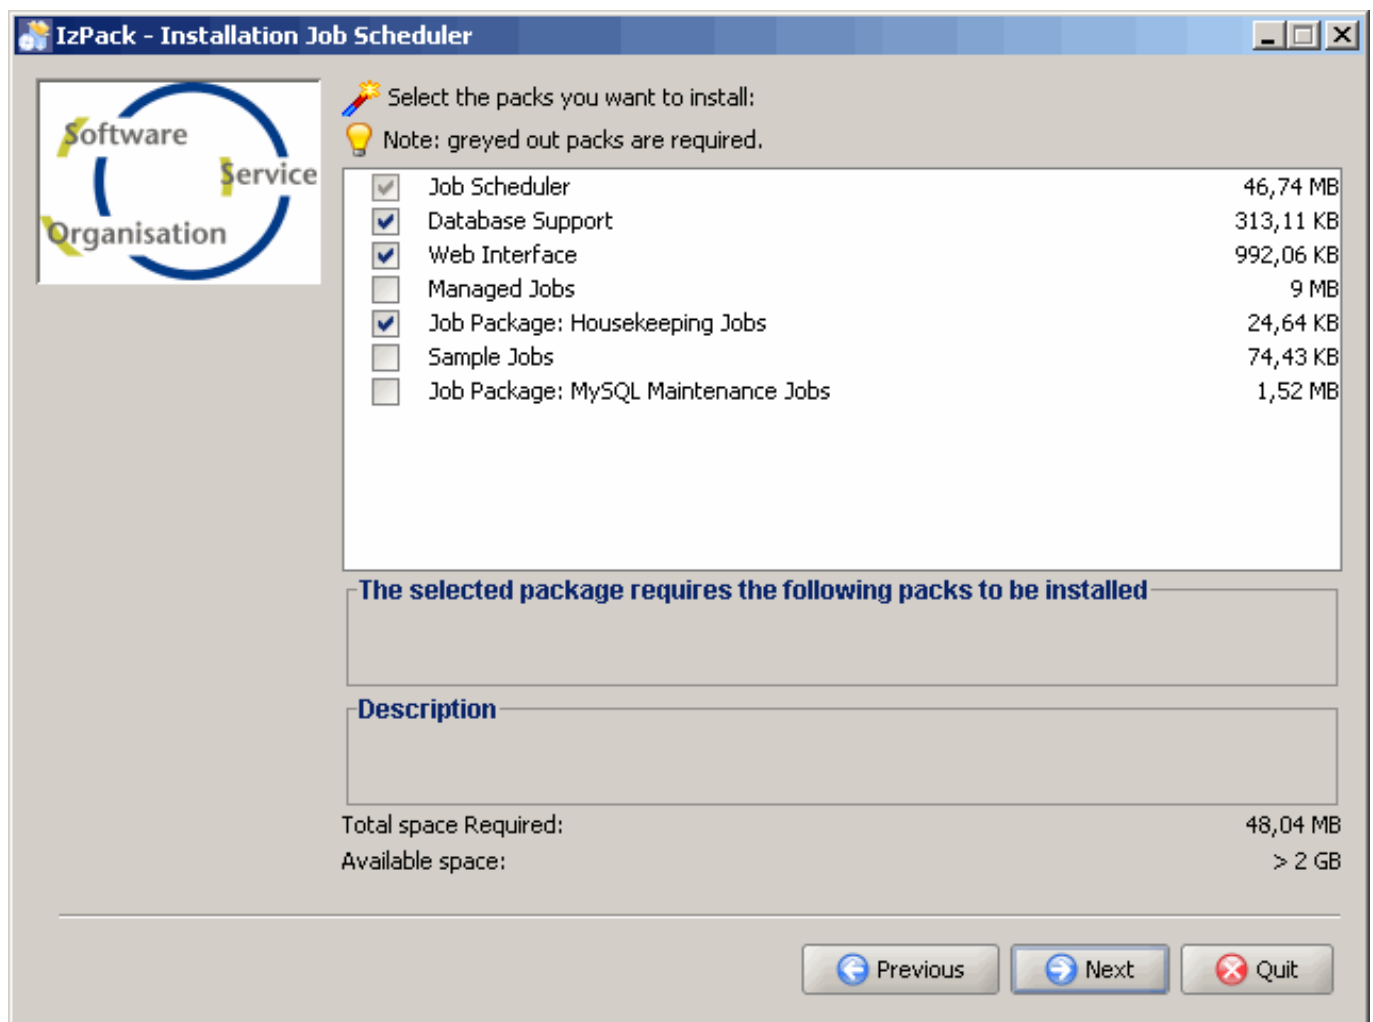 IzPack - Installation Job Scheduler
Software
Service
Organisation
Select the packs you want to install:
Note: greyed out packs are required.
Job Scheduler 46,74 MB
Database Support 313,11 KB
Web Interface 992,06 KB
Managed Jobs 9 MB
Job Package: Housekeeping Jobs 24,64 KB
Sample Jobs 74,43 KB
Job Package: MySQL Maintenance Jobs 1,52 MB
The selected package requires the following packs to be installed
Description
Total space Required: 48,04 MB
Available space: > 2 GB
Previous Next Quit